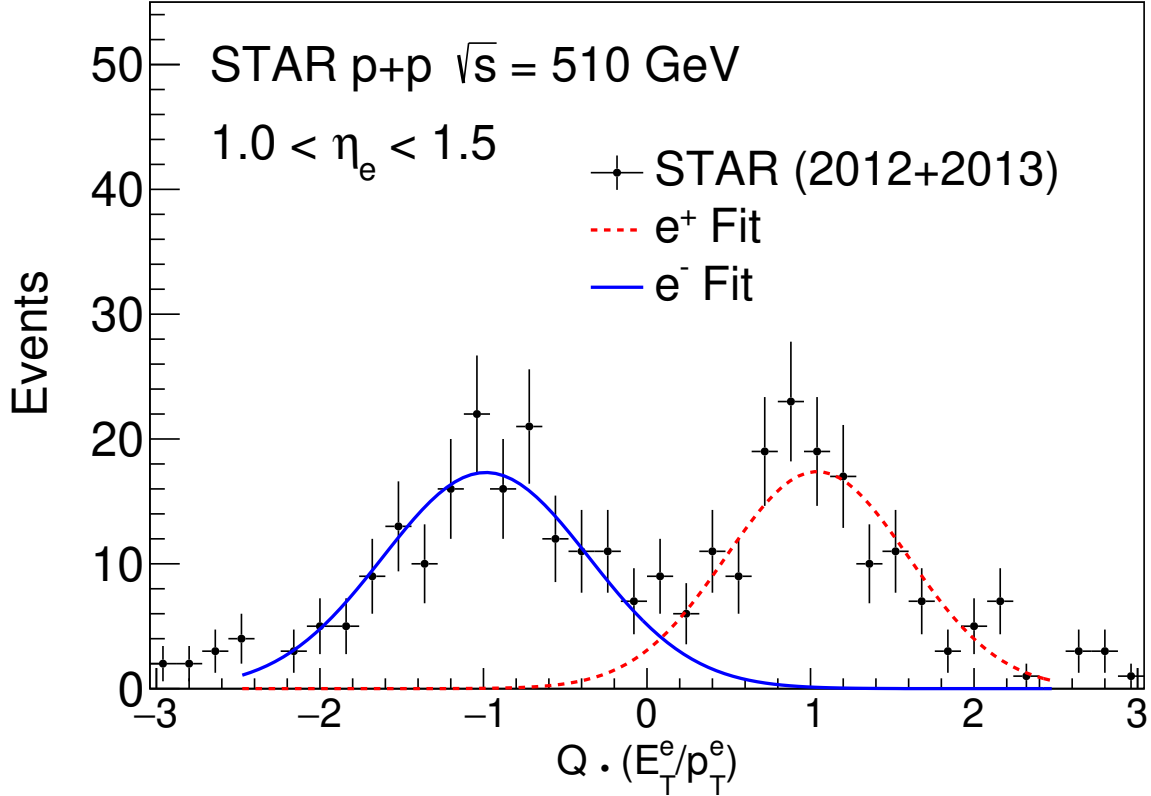 STAR p+p √s = 510 GeV
1.0 < ηₑ < 1.5
STAR (2012+2013)
e⁺ Fit
e⁻ Fit
Events
50
40
30
20
10
0
−3 −2 −1 0 1 2 3
Q • (E_T^e/p_T^e)